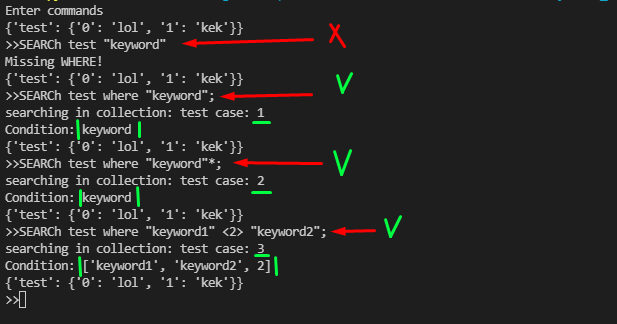 Enter commands
{'test': {'0': 'lol', '1': 'kek'}}
>>SEARCh test "keyword"
X
Missing WHERE!
{'test': {'0': 'lol', '1': 'kek'}}
V
>>SEARCh test where "keyword";
searching in collection: test case: 1
Condition: keyword
{'test': {'0': 'lol', '1': 'kek'}}
>>SEARCh test where "keyword"*;
V
searching in collection: test case: 2
Condition: keyword
{'test': {'0': 'lol', '1': 'kek'}}
>>SEARCh test where "keyword1" <2> "keyword2";
V
searching in collection: test case: 3
Condition: ['keyword1', 'keyword2', 2]
{'test': {'0': 'lol', '1': 'kek'}}
>>